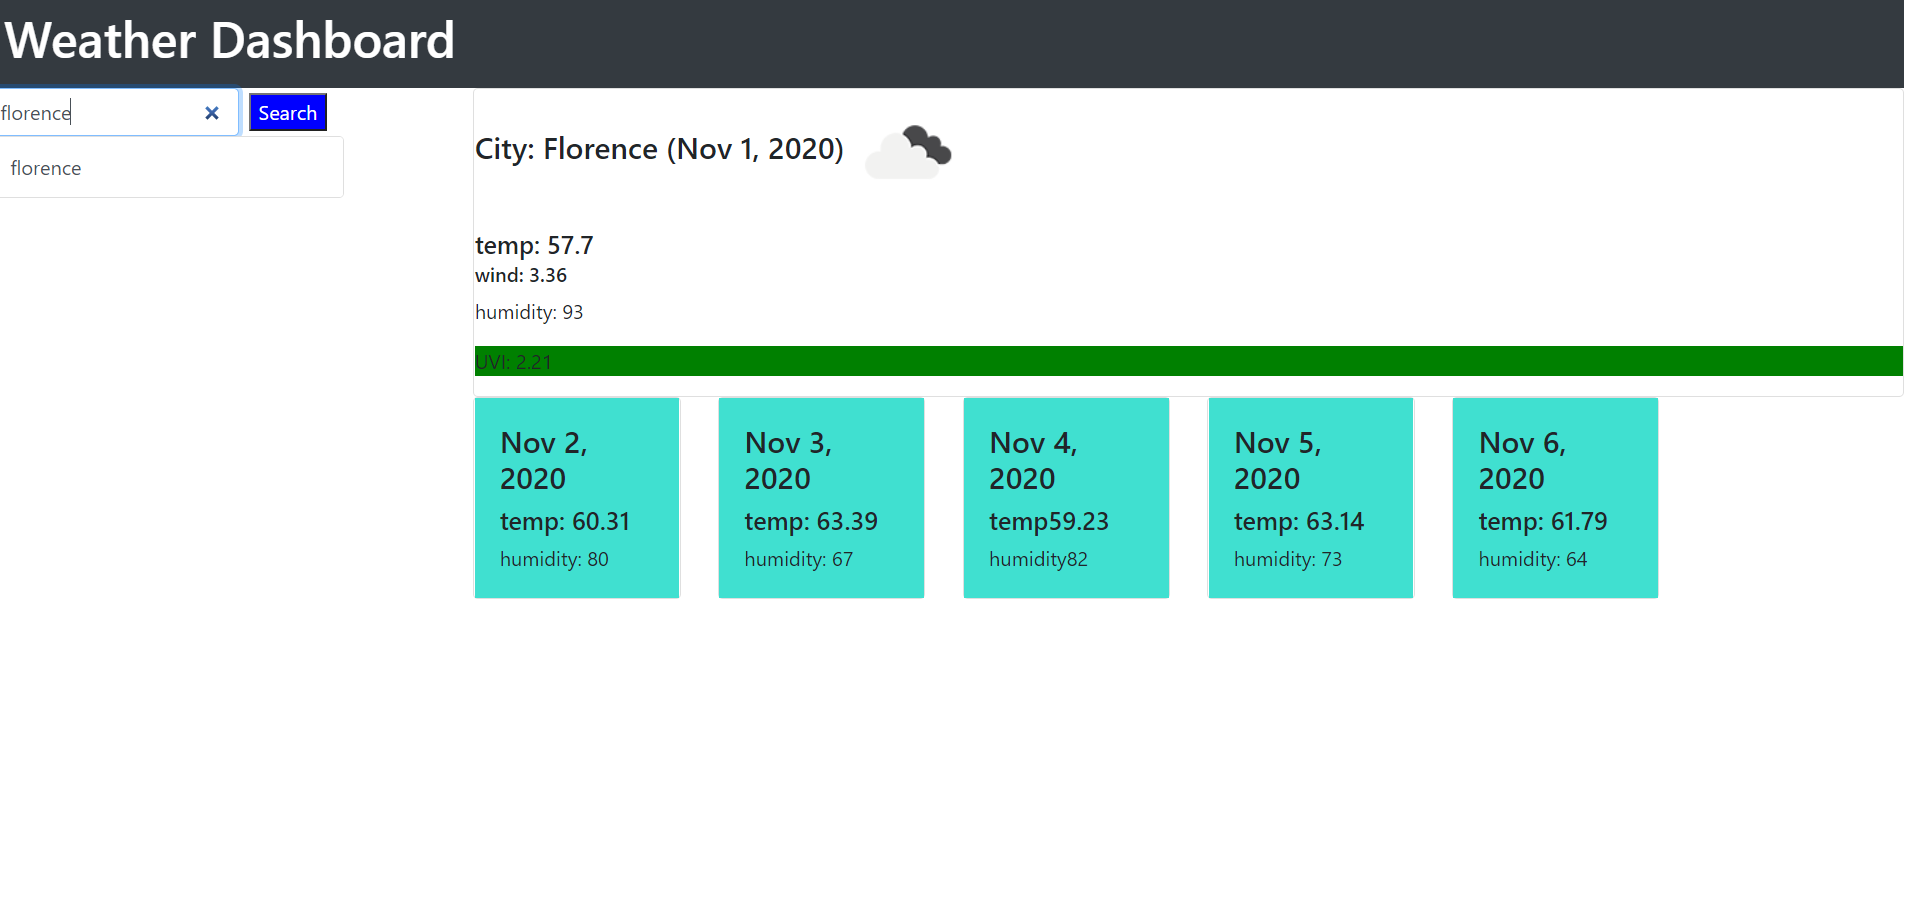 Weather Dashboard
florence
Search
florence
City: Florence (Nov 1, 2020)
temp: 57.7
wind: 3.36
humidity: 93
UVI: 2.21
Nov 2,
2020
temp: 60.31
humidity: 80
Nov 3,
2020
temp: 63.39
humidity: 67
Nov 4,
2020
temp59.23
humidity82
Nov 5,
2020
temp: 63.14
humidity: 73
Nov 6,
2020
temp: 61.79
humidity: 64